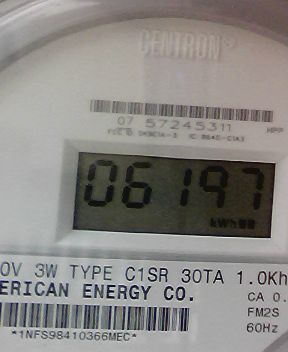 CENTRON®
07 57245311
HPP
06197
kWh
0V 3W TYPE C1SR 30TA 1.0Kh
ERICAN ENERGY CO.
CA 0.
FM2S
60Hz
*1NFS98410366MEC*